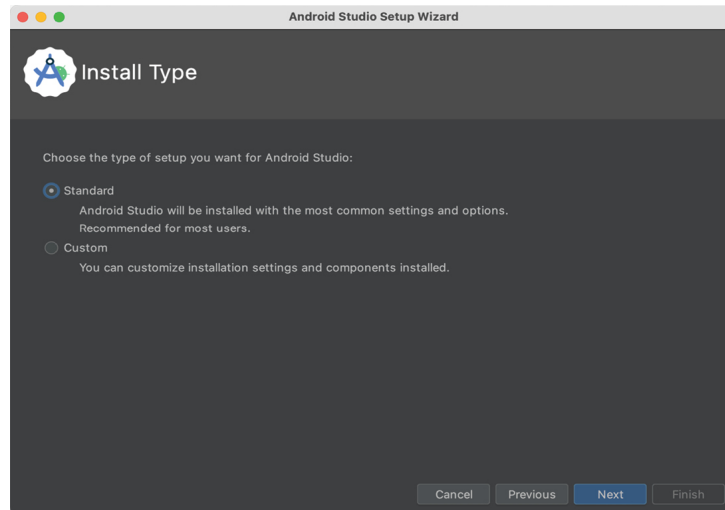 Android Studio Setup Wizard
Install Type
Choose the type of setup you want for Android Studio:
Standard
Android Studio will be installed with the most common settings and options.
Recommended for most users.
Custom
You can customize installation settings and components installed.
Cancel Previous Next Finish